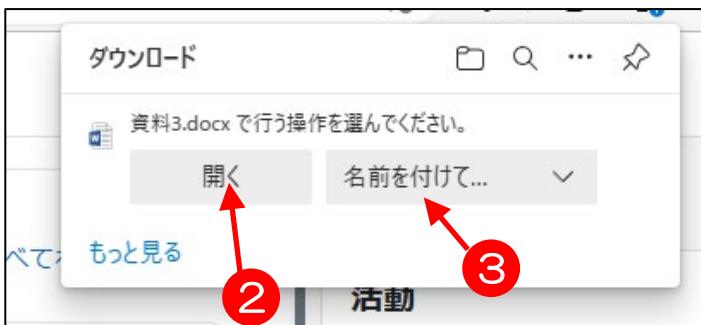 ダウンロード
資料3.docx で行う操作を選んでください。
開く
名前を付けて...
もっと見る
べて
2
3
活動